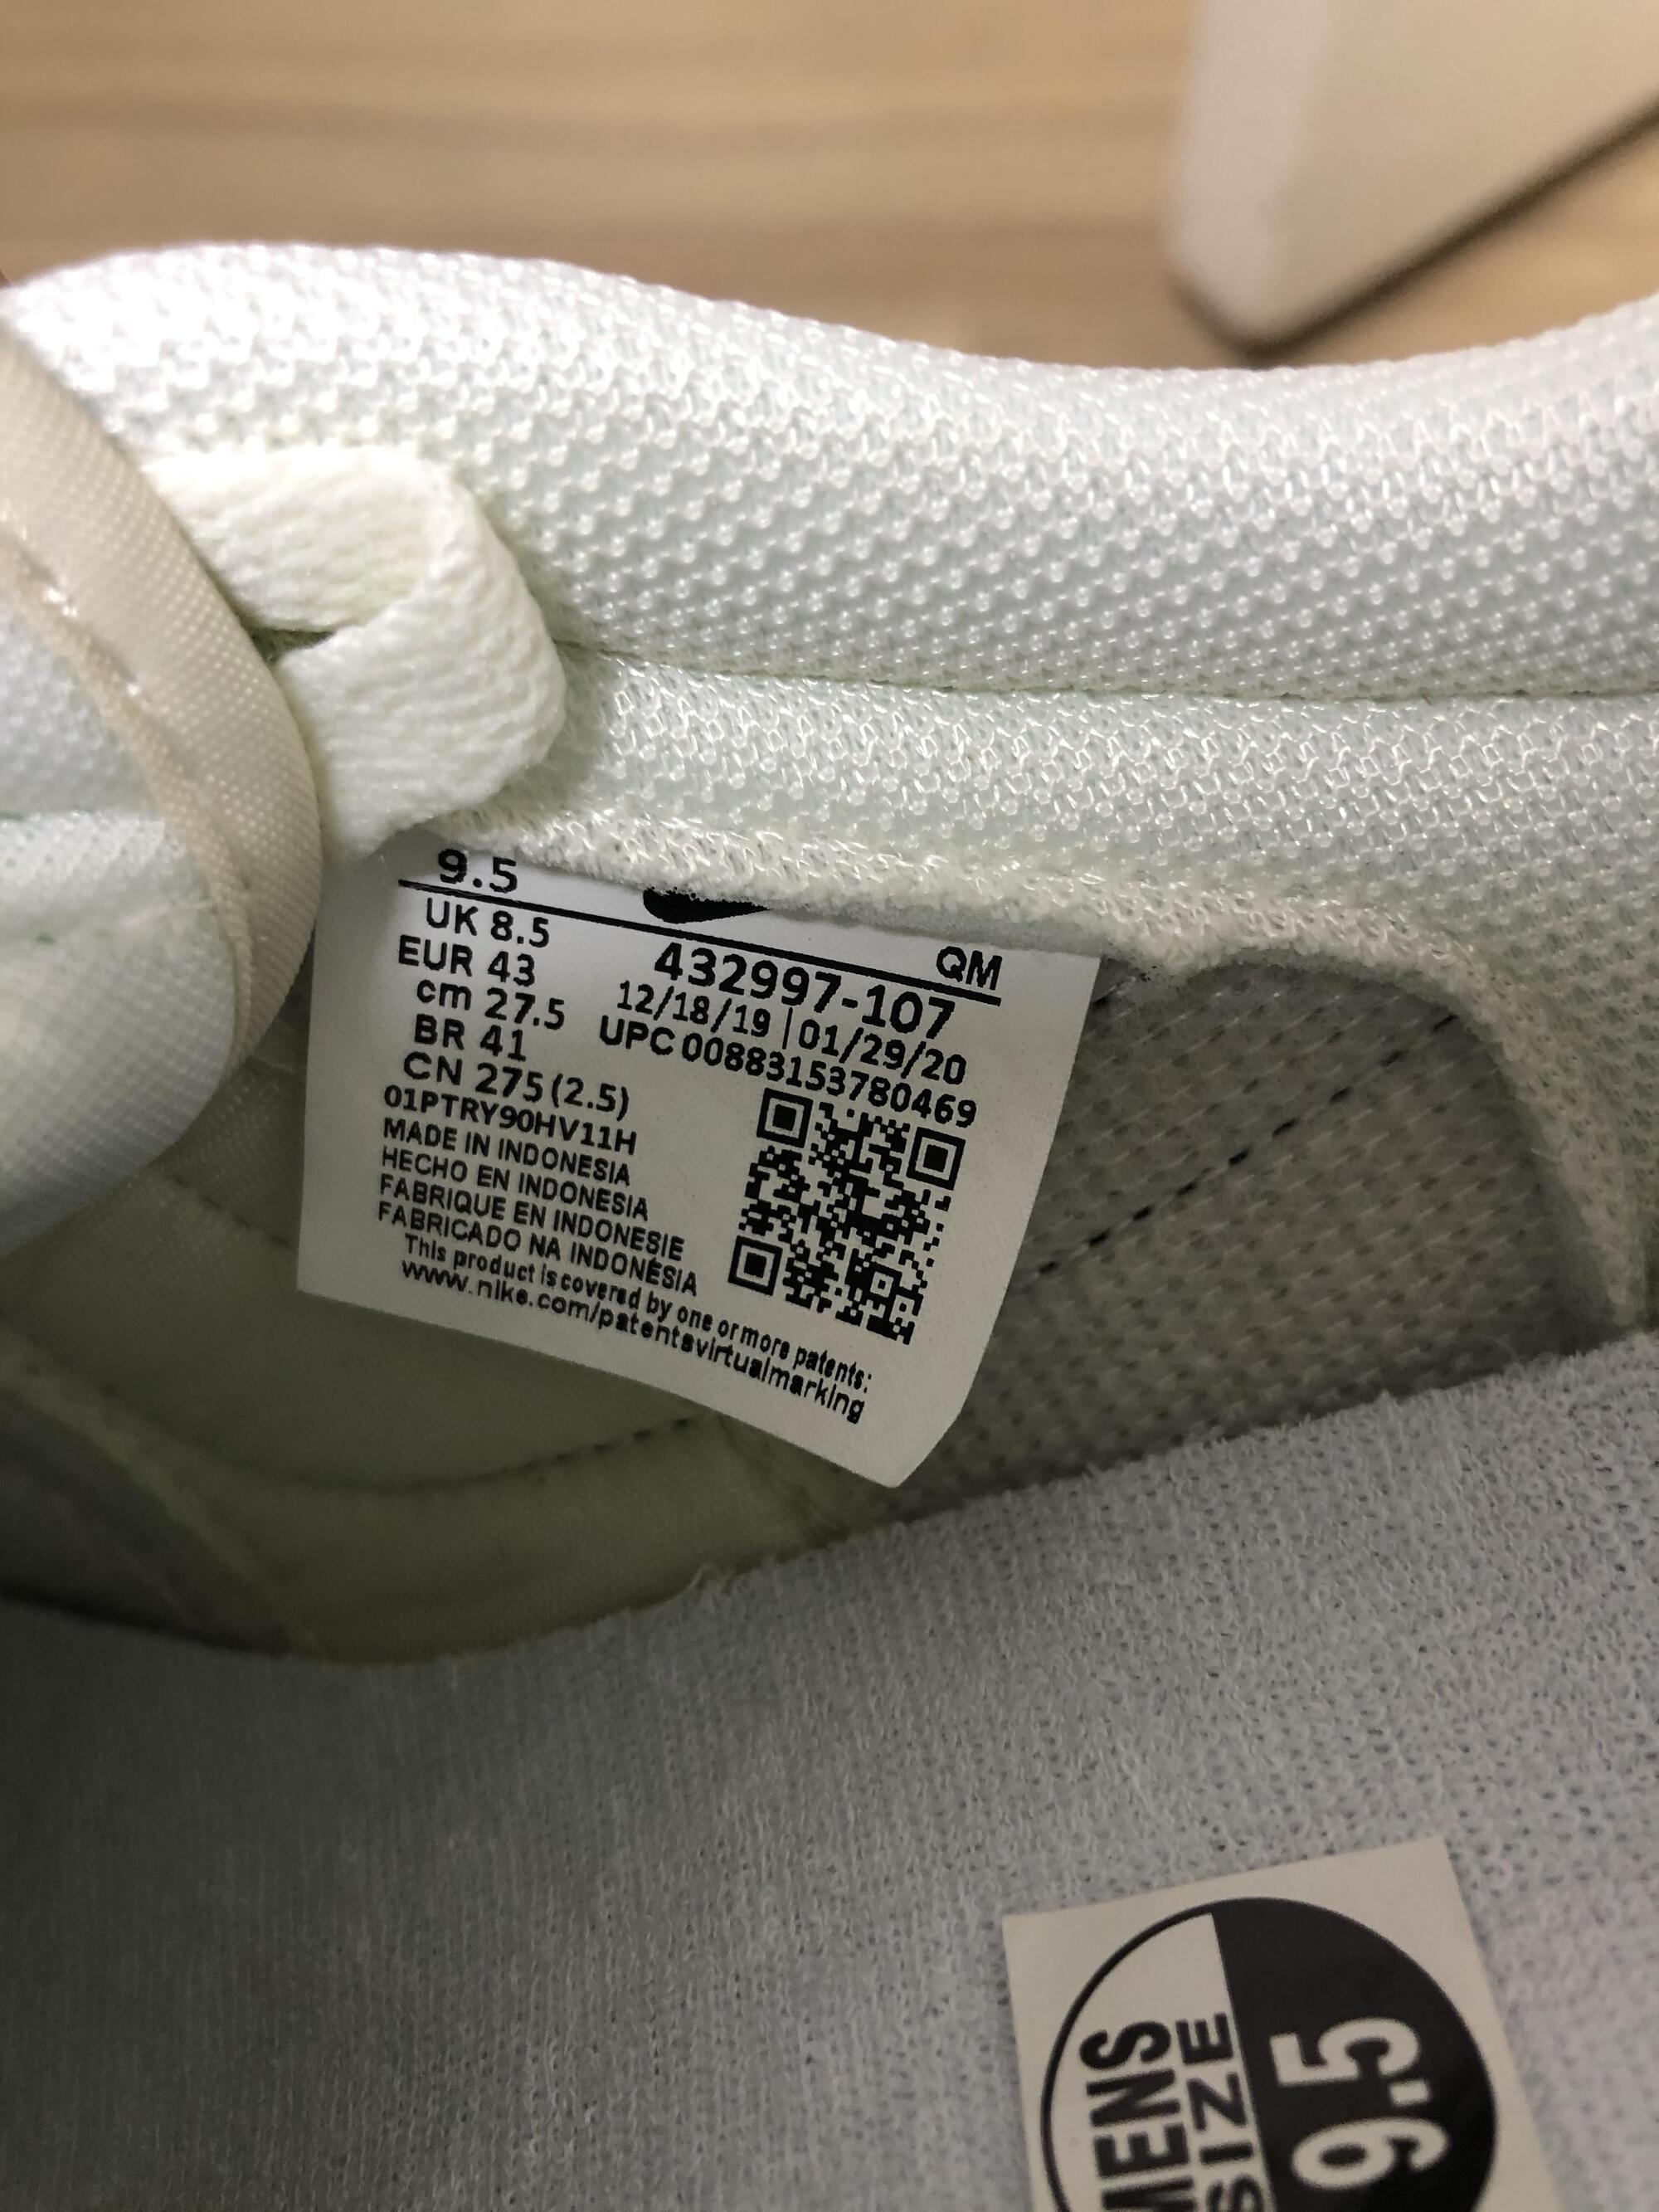 9.5
UK 8.5
EUR 43
cm 27.5
BR 41
CN 275 (2.5)
QM
432997-107
12/18/19 | 01/29/20
UPC 00883153780469
01PTRY90HV11H
MADE IN INDONESIA
HECHO EN INDONESIA
FABRIQUE EN INDONESIE
FABRICADO NA INDONÉSIA
This product is covered by one or more patents:
www.nike.com/patentsvirtualmarking
MENS
SIZE
9.5